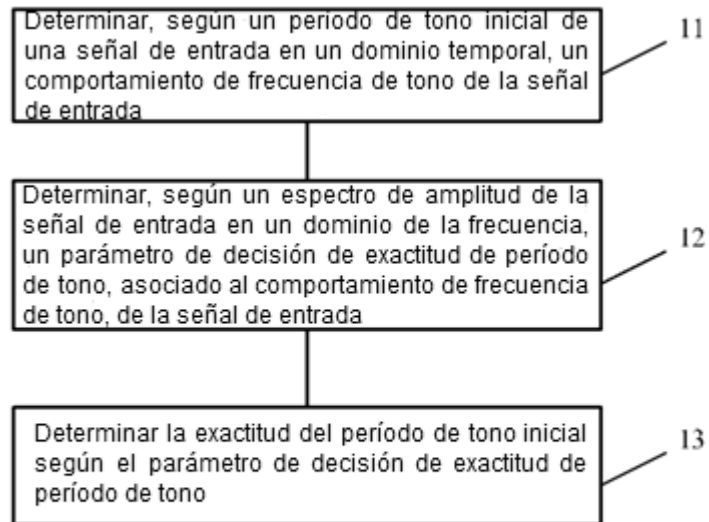 Determinar, según un periodo de tono inicial de
una señal de entrada en un dominio temporal, un
comportamiento de frecuencia de tono de la señal
de entrada
11
Determinar, según un espectro de amplitud de la
señal de entrada en un dominio de la frecuencia,
un parámetro de decisión de exactitud de período
de tono, asociado al comportamiento de frecuencia
de tono, de la señal de entrada
12
Determinar la exactitud del período de tono inicial
según el parámetro de decisión de exactitud de
período de tono
13